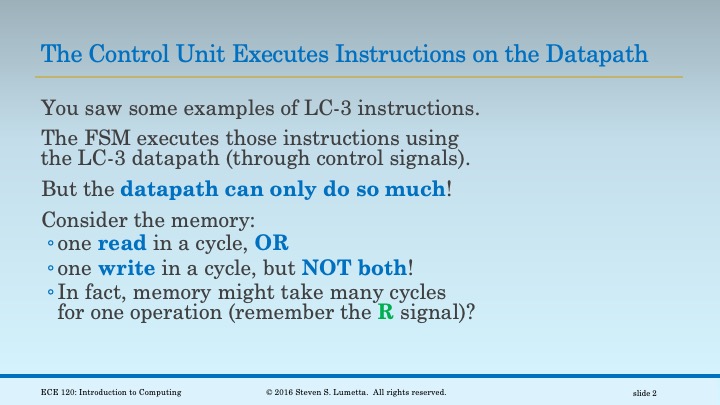 The Control Unit Executes Instructions on the Datapath
You saw some examples of LC-3 instructions.
The FSM executes those instructions using
the LC-3 datapath (through control signals).
But the datapath can only do so much!
Consider the memory:
◦one read in a cycle, OR
◦one write in a cycle, but NOT both!
◦In fact, memory might take many cycles
for one operation (remember the R signal)?
ECE 120: Introduction to Computing
© 2016 Steven S. Lumetta. All rights reserved.
slide 2